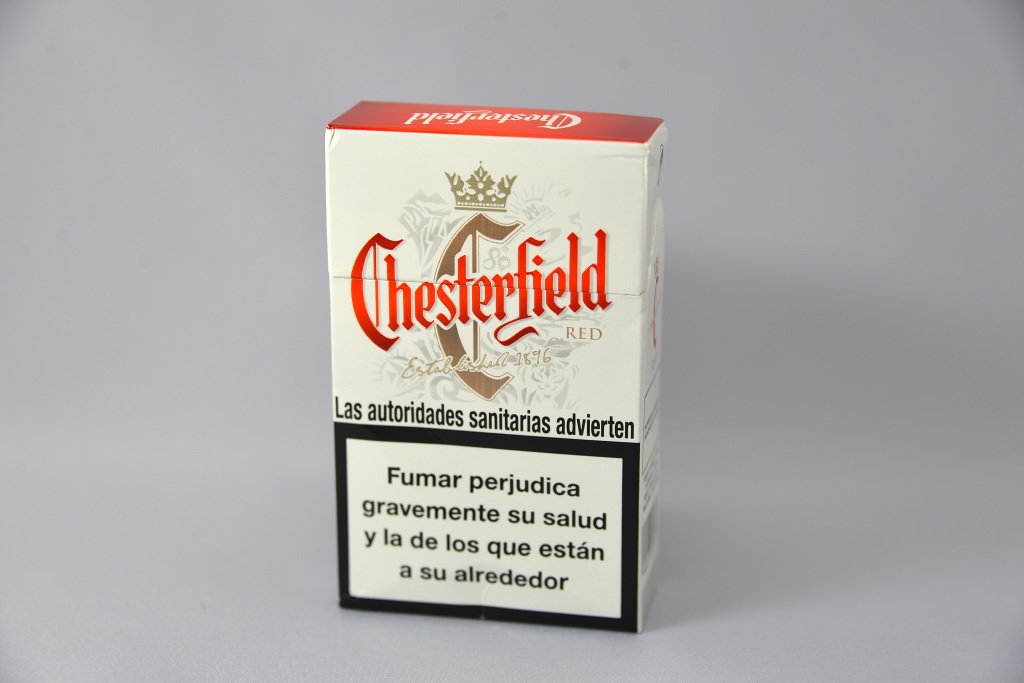 Chesterfield
Chesterfield
RED
Established 1896
Las autoridades sanitarias advierten
Fumar perjudica
gravemente su salud
y la de los que están
a su alrededor